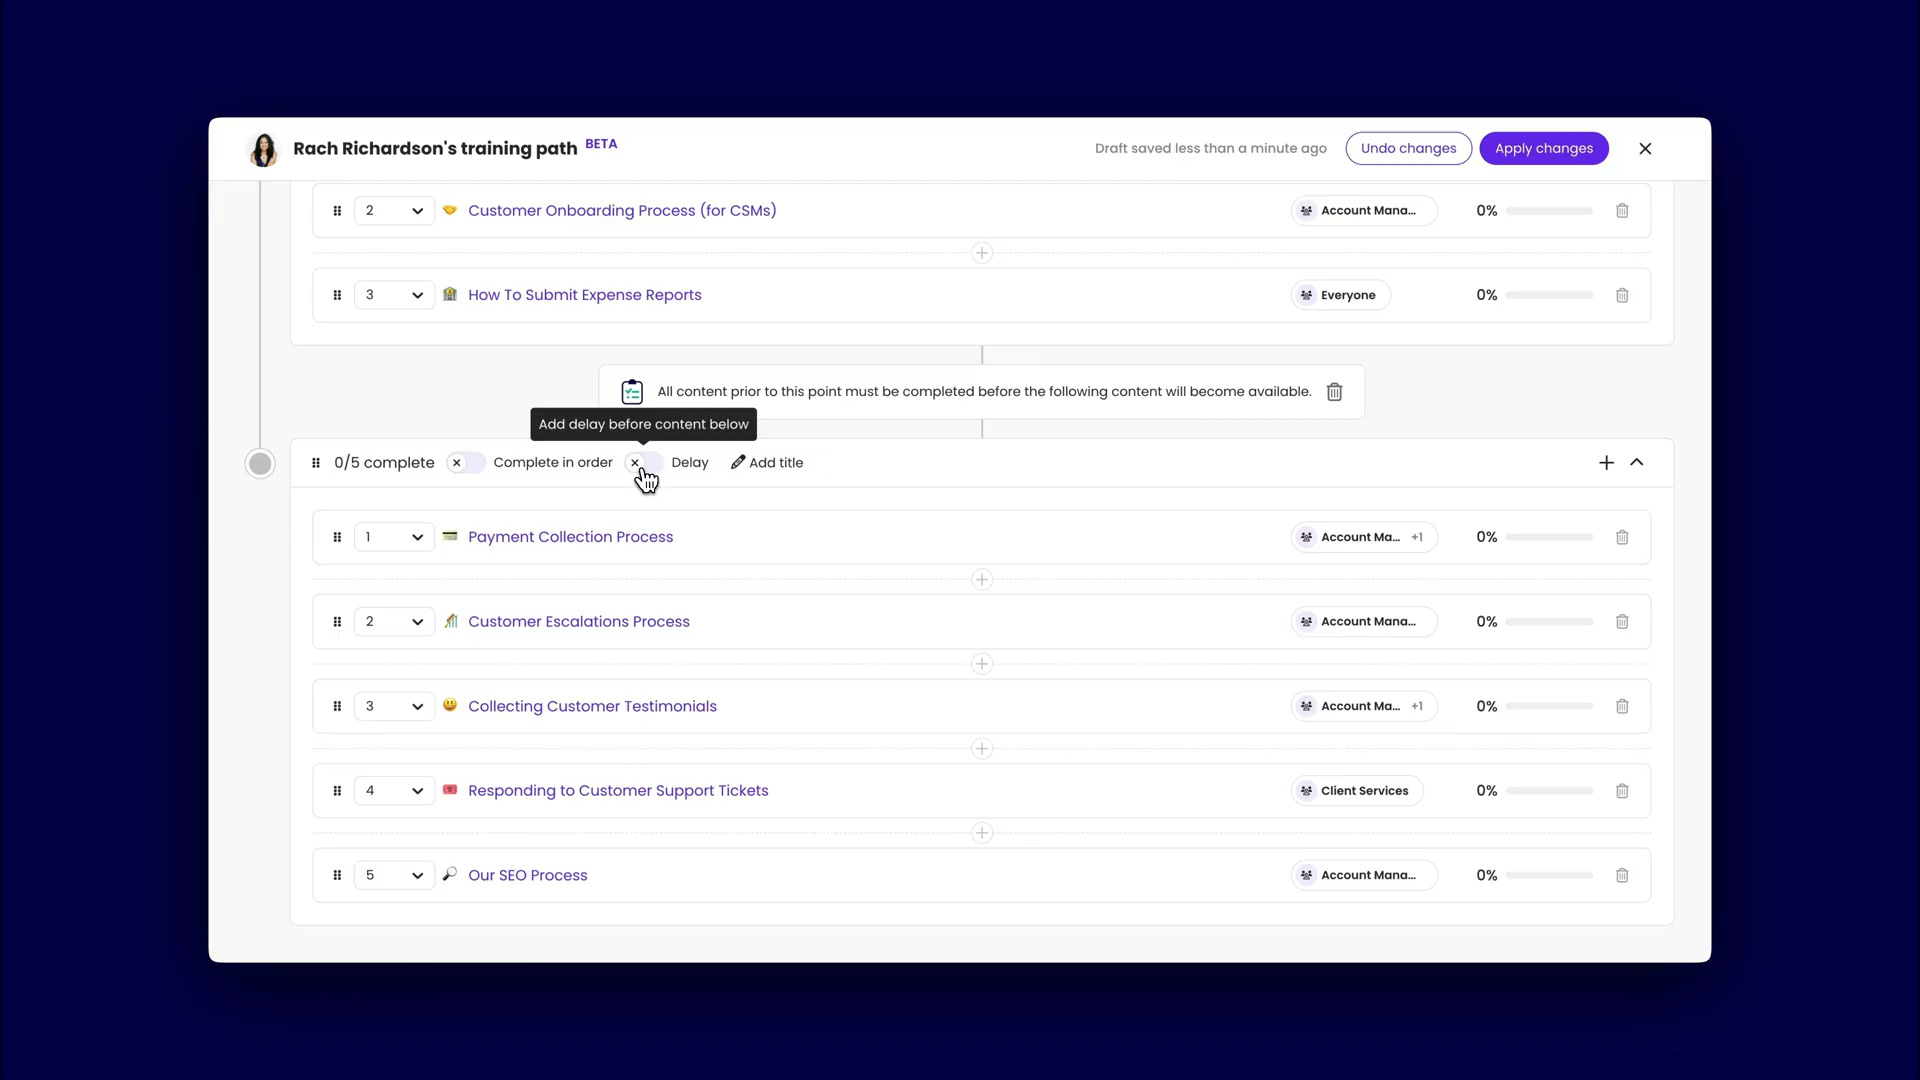 Rach Richardson's training path BETA
Draft saved less than a minute ago
Undo changes
Apply changes
2 Customer Onboarding Process (for CSMs) Account Mana... 0%
3 How To Submit Expense Reports Everyone 0%
All content prior to this point must be completed before the following content will become available.
Add delay before content below
0/5 complete Complete in order Delay Add title
1 Payment Collection Process Account Ma... +1 0%
2 Customer Escalations Process Account Mana... 0%
3 Collecting Customer Testimonials Account Ma... +1 0%
4 Responding to Customer Support Tickets Client Services 0%
5 Our SEO Process Account Mana... 0%